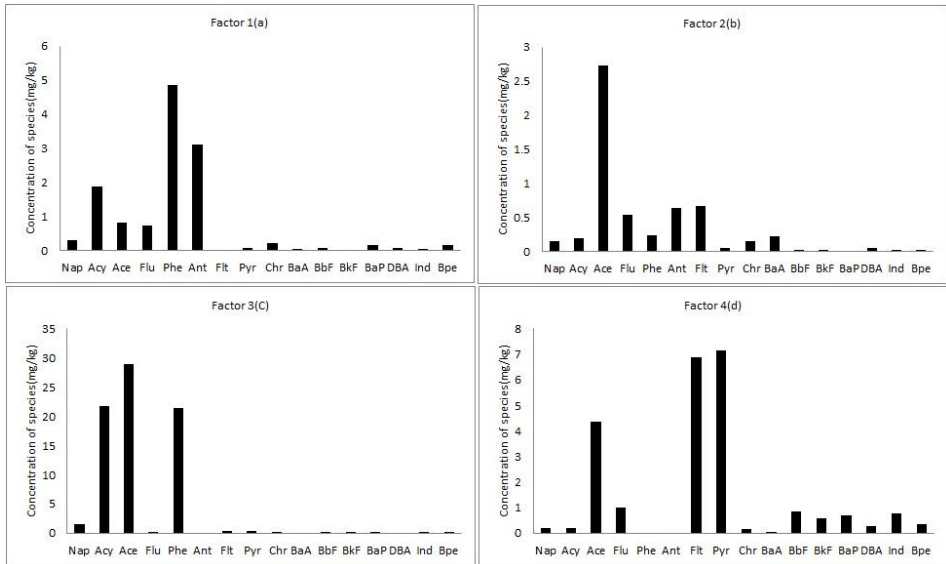 Factor 1(a)
Concentration of species(mg/kg)
6
5
4
3
2
1
0
Nap Acy Ace Flu Phe Ant Flt Pyr Chr BaA BbF BkF BaP DBA Ind Bpe
Factor 2(b)
Concentration of species(mg/kg)
3
2.5
2
1.5
1
0.5
0
Nap Acy Ace Flu Phe Ant Flt Pyr Chr BaA BbF BkF BaP DBA Ind Bpe
Factor 3(C)
Concentration of species(mg/kg)
35
30
25
20
15
10
5
0
Nap Acy Ace Flu Phe Ant Flt Pyr Chr BaA BbF BkF BaP DBA Ind Bpe
Factor 4(d)
Concentration of species(mg/kg)
8
7
6
5
4
3
2
1
0
Nap Acy Ace Flu Phe Ant Flt Pyr Chr BaA BbF BkF BaP DBA Ind Bpe